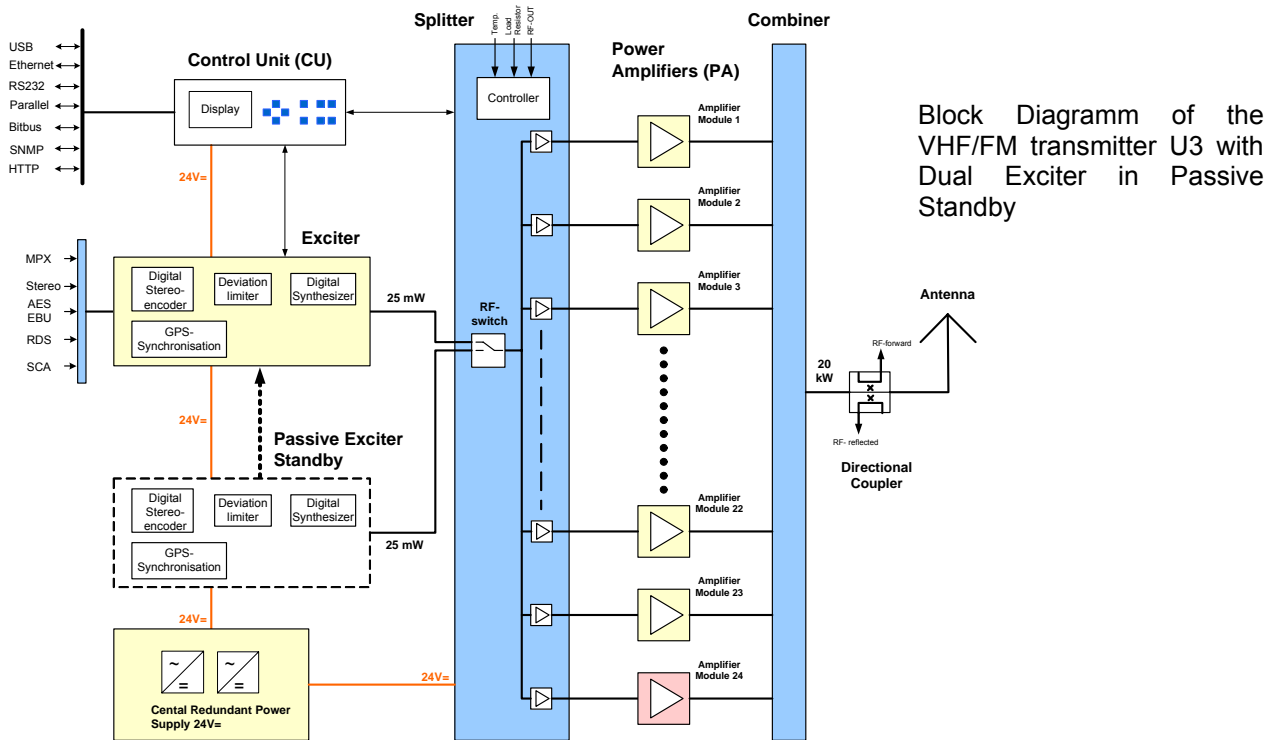 Splitter
Combiner
Temp.
Load
Resistor
RF-OUT
USB
Ethernet
RS232
Parallel
Bitbus
SNMP
HTTP
Control Unit (CU)
Display
Controller
Power
Amplifiers (PA)
Amplifier
Module 1
Amplifier
Module 2
Amplifier
Module 3
Amplifier
Module 22
Amplifier
Module 23
Amplifier
Module 24
Block Diagramm of the
VHF/FM transmitter U3 with
Dual Exciter in Passive
Standby
24V=
Exciter
MPX
Stereo
AES
EBU
RDS
SCA
Digital
Stereo-
encoder
Deviation
limiter
Digital
Synthesizer
GPS-
Synchronisation
25 mW
RF-
switch
24V=
Passive Exciter
Standby
Digital
Stereo-
encoder
Deviation
limiter
Digital
Synthesizer
GPS-
Synchronisation
25 mW
24V=
~
=
~
=
Cental Redundant Power
Supply 24V=
24V=
20
kW
Antenna
RF-forward
RF- reflected
Directional
Coupler